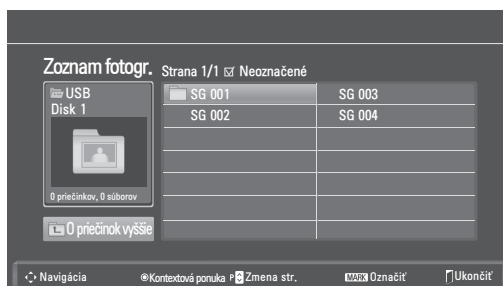 Zoznam fotogr. Strana 1/1 Neoznačené
USB
Disk 1
0 priečinkov, 0 súborov
O priečinok vyššie
SG 001 SG 003
SG 002 SG 004
Navigácia Kontextová ponuka P Zmena str. MARK Označiť Ukončiť